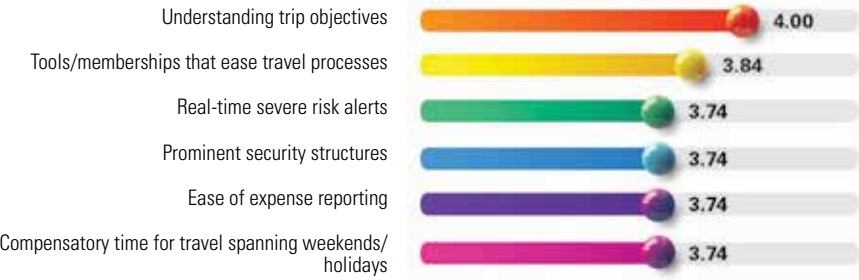 Understanding trip objectives 4.00
Tools/memberships that ease travel processes 3.84
Real-time severe risk alerts 3.74
Prominent security structures 3.74
Ease of expense reporting 3.74
Compensatory time for travel spanning weekends/
holidays 3.74